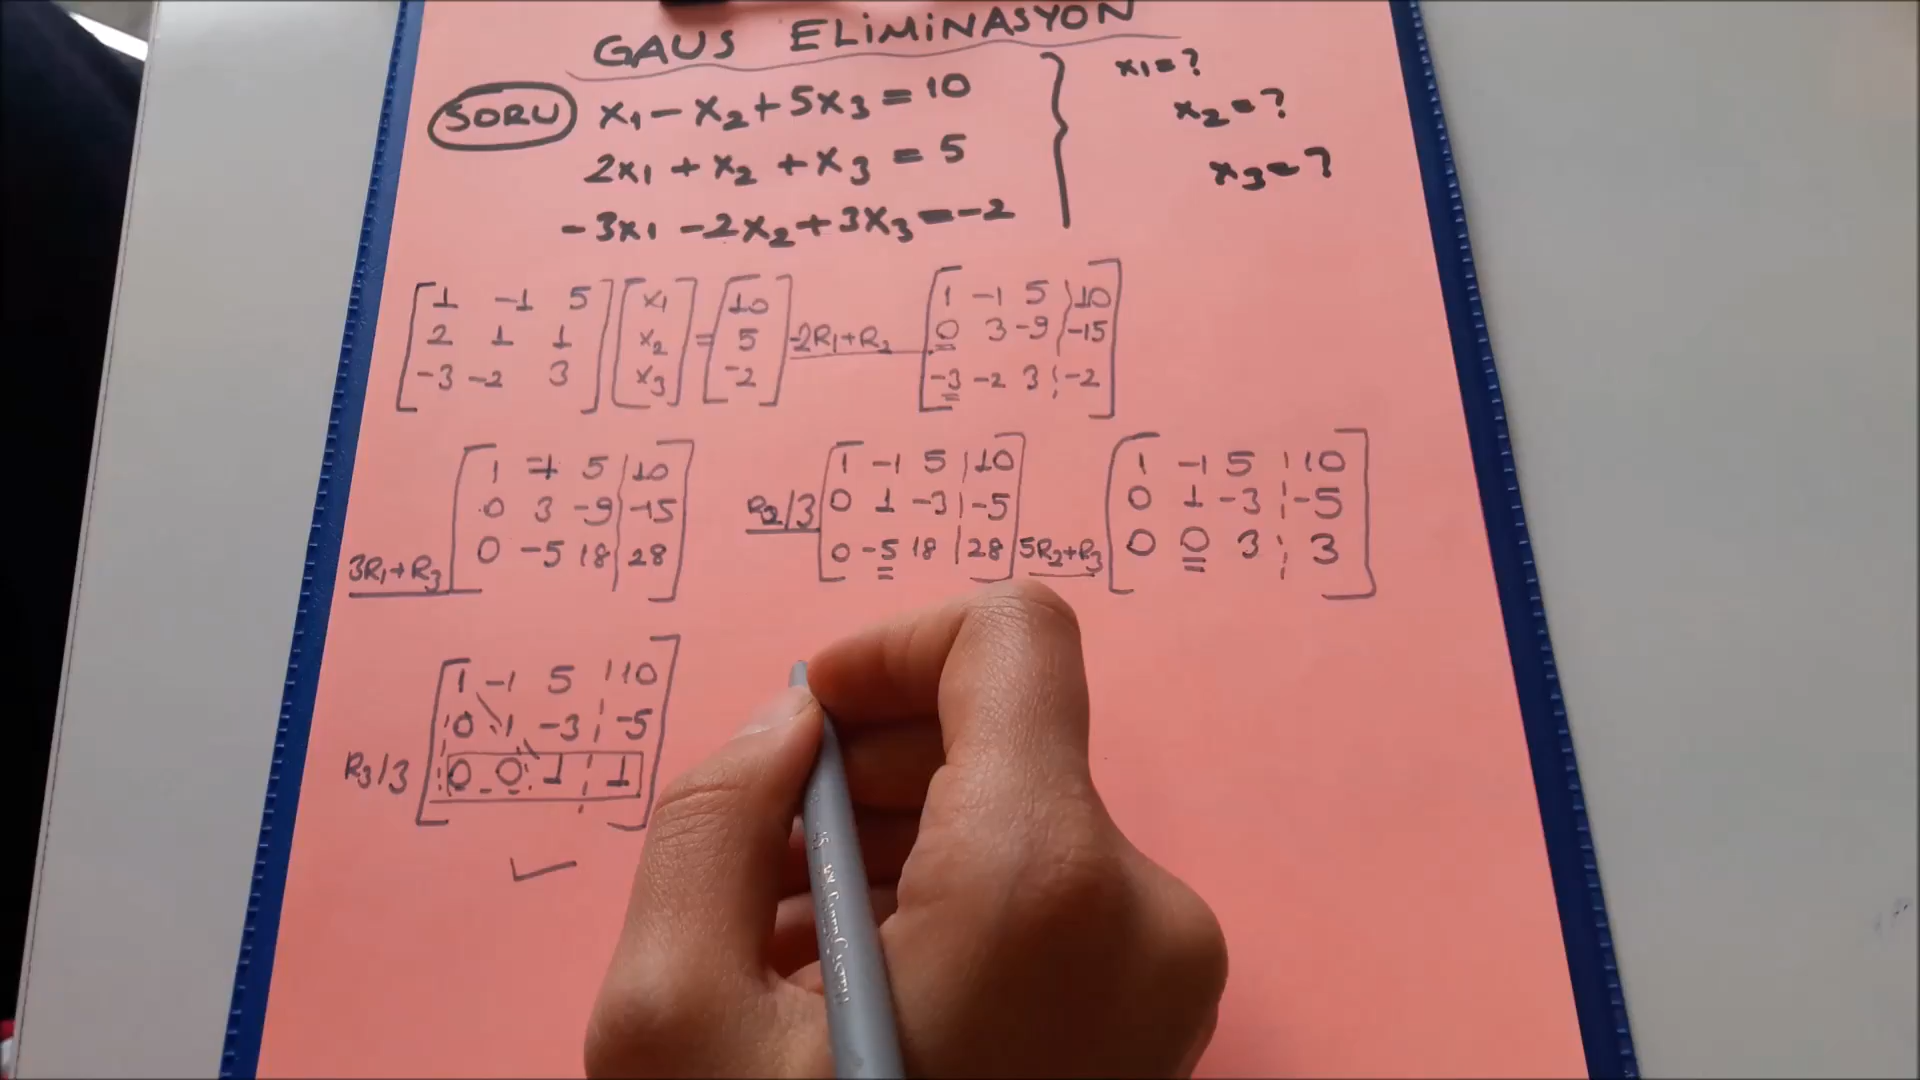 GAUS ELİMİNASYON
SORU x1 - x2 + 5x3 = 10
2x1 + x2 + x3 = 5
-3x1 - 2x2 + 3x3 = -2
x1 = ?
x2 = ?
x3 = ?
1 -1 5 x1 10
2 1 1 x2 = 5
-3 -2 3 x3 -2
-2R1+R2
1 -1 5 | 10
0 3 -9 | -15
-3 -2 3 | -2
3R1+R3
1 -1 5 | 10
0 3 -9 | -15
0 -5 18 | 28
R2/3
1 -1 5 | 10
0 1 -3 | -5
0 -5 18 | 28
5R2+R3
1 -1 5 | 10
0 1 -3 | -5
0 0 3 | 3
R3/3
1 -1 5 | 10
0 1 -3 | -5
0 0 1 | 1